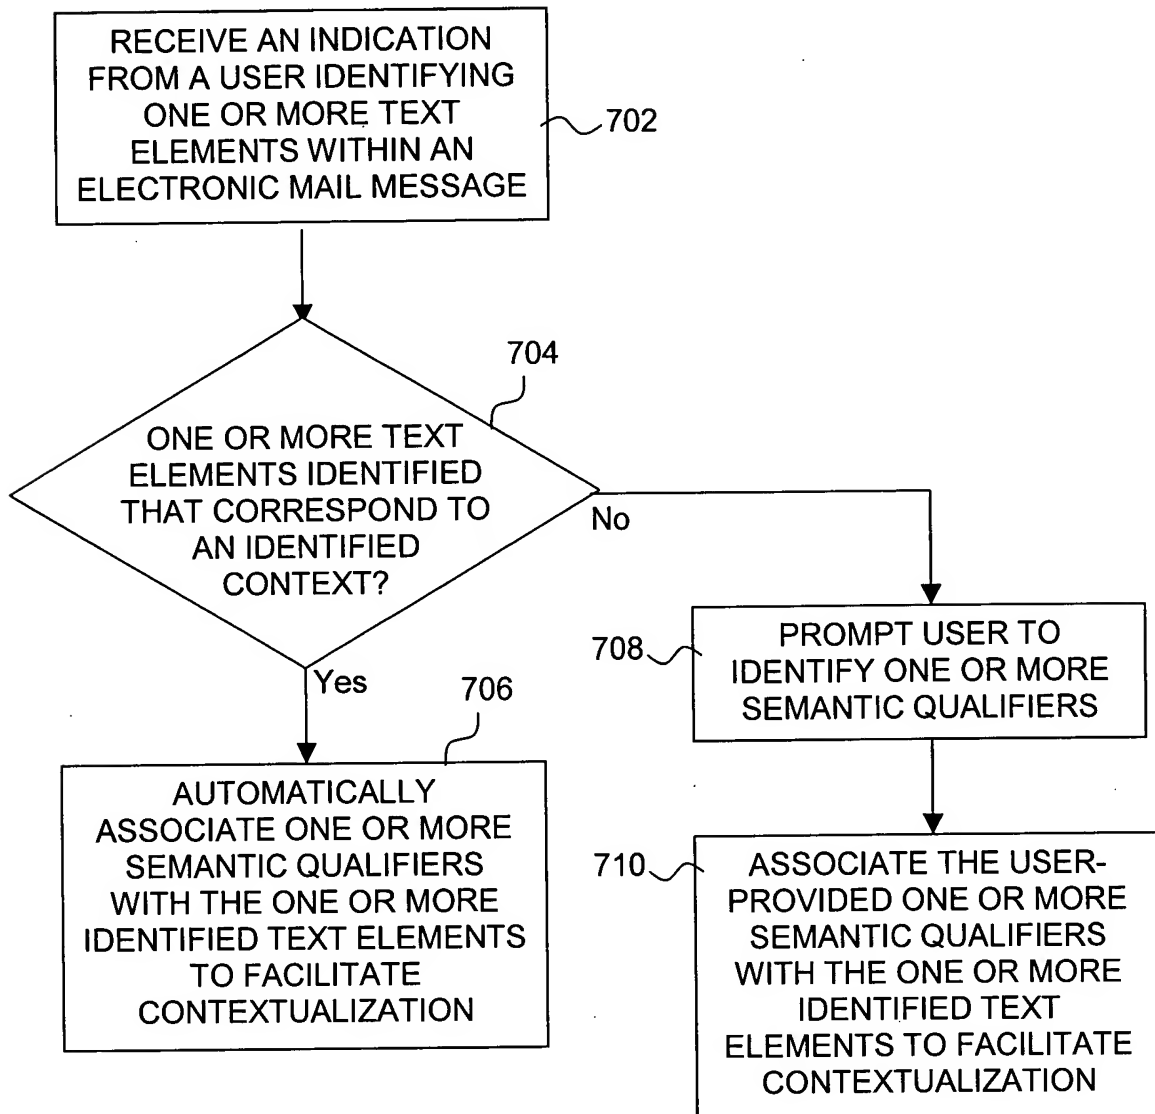 RECEIVE AN INDICATION
FROM A USER IDENTIFYING
ONE OR MORE TEXT
ELEMENTS WITHIN AN
ELECTRONIC MAIL MESSAGE
702
704
ONE OR MORE TEXT
ELEMENTS IDENTIFIED
THAT CORRESPOND TO
AN IDENTIFIED
CONTEXT?
No
Yes
706
AUTOMATICALLY
ASSOCIATE ONE OR MORE
SEMANTIC QUALIFIERS
WITH THE ONE OR MORE
IDENTIFIED TEXT ELEMENTS
TO FACILITATE
CONTEXTUALIZATION
708
PROMPT USER TO
IDENTIFY ONE OR MORE
SEMANTIC QUALIFIERS
710
ASSOCIATE THE USER-
PROVIDED ONE OR MORE
SEMANTIC QUALIFIERS
WITH THE ONE OR MORE
IDENTIFIED TEXT
ELEMENTS TO FACILITATE
CONTEXTUALIZATION